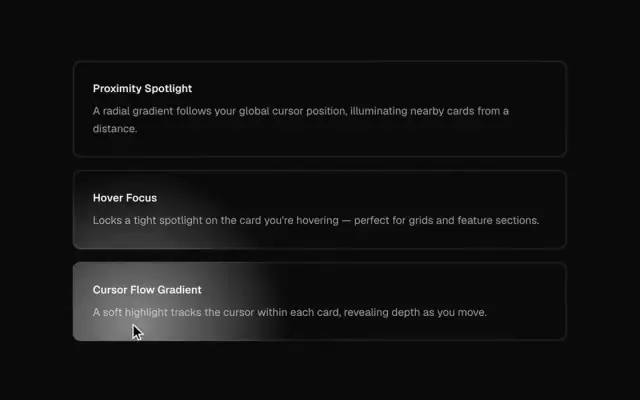 Proximity Spotlight
A radial gradient follows your global cursor position, illuminating nearby cards from a
distance.
Hover Focus
Locks a tight spotlight on the card you're hovering — perfect for grids and feature sections.
Cursor Flow Gradient
A soft highlight tracks the cursor within each card, revealing depth as you move.